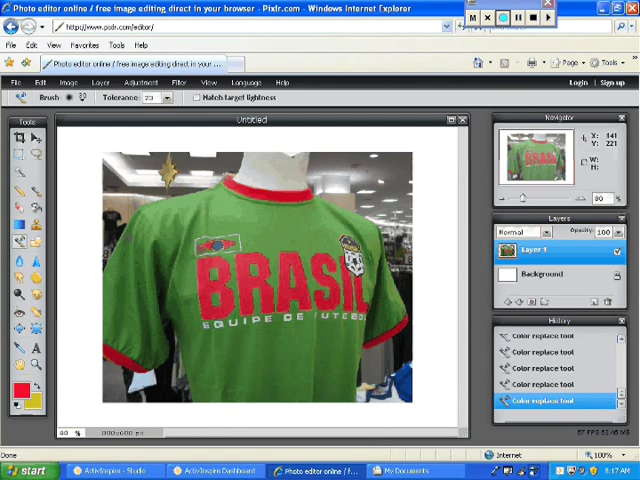 Photo editor online / free image editing direct in your browser - Pixlr.com - Windows Internet Explorer
M
http://www.pixlr.com/editor/
File Edit View Favorites Tools Help
Photo editor online / free image editing direct in your ...
Page Tools
File Edit Image Layer Adjustment Filter View Language Help Login Sign up
Brush Tolerance: 20 Match target lightness
Tools
Untitled
BRASIL
EQUIPE DE FUTEBOL
80 % 800x600 px
Navigator
X: 141
Y: 221
W:
H:
80 %
Layers
Normal Opacity: 100
Layer 1
Background
History
Color replace tool
Color replace tool
Color replace tool
Color replace tool
Color replace tool
Done Internet 100%
start ActivInspire - Studio ActivInspire Dashboard Photo editor online / f... My Documents 8:17 AM